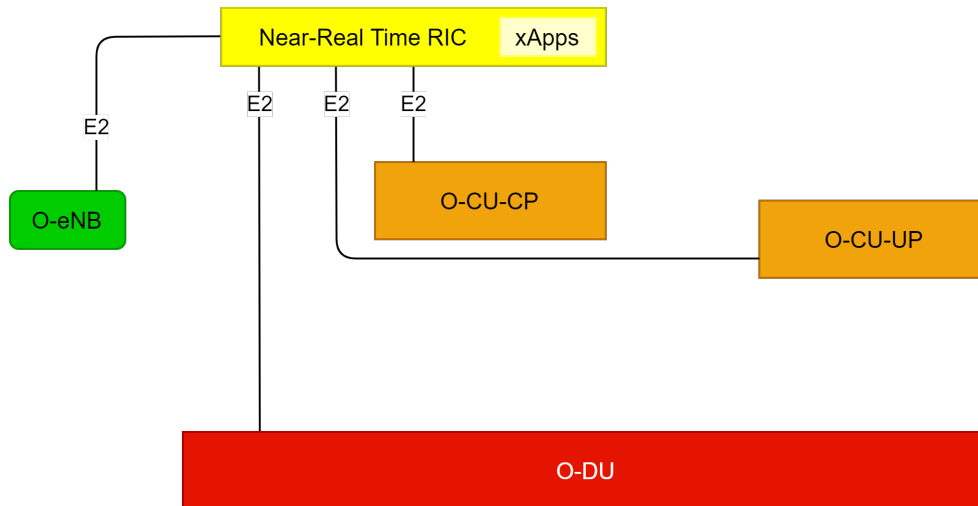 Near-Real Time RIC
xApps
E2
E2
E2
E2
O-eNB
O-CU-CP
O-CU-UP
O-DU